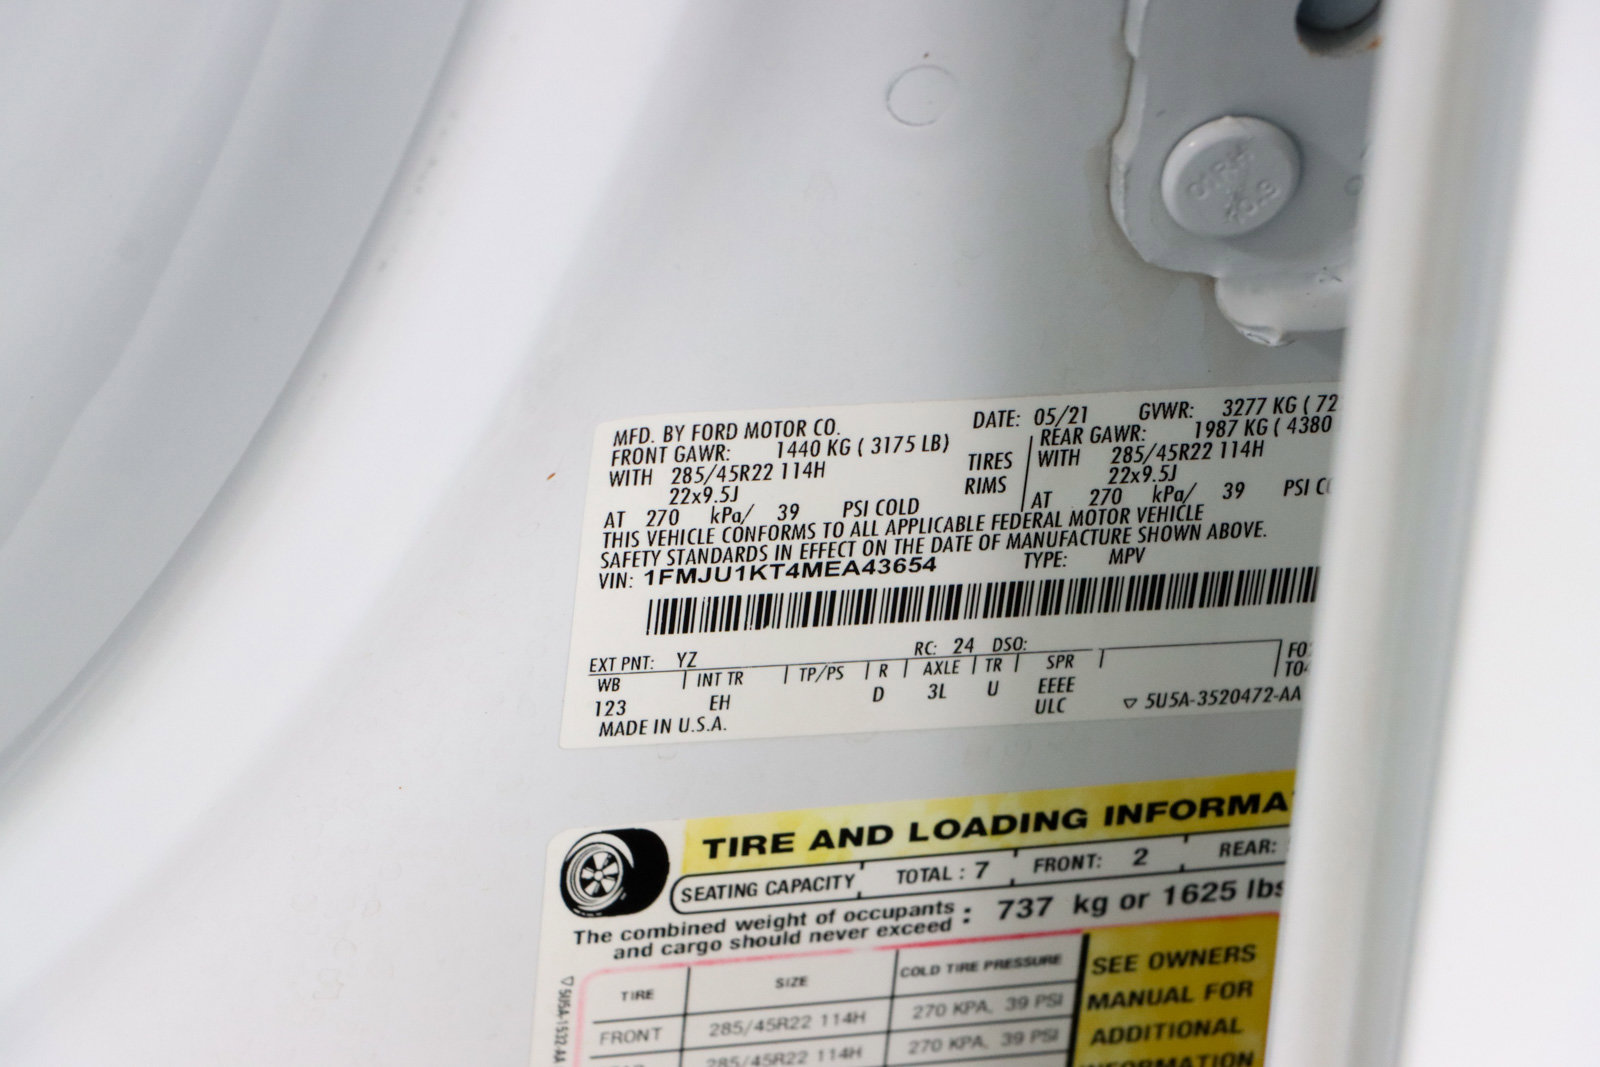 MFD. BY FORD MOTOR CO. DATE: 05/21 GVWR: 3277 KG ( 72
FRONT GAWR: 1440 KG ( 3175 LB) REAR GAWR: 1987 KG ( 4380
WITH 285/45R22 114H TIRES WITH 285/45R22 114H
22x9.5J RIMS 22x9.5J
AT 270 kPa/ 39 PSI COLD AT 270 kPa/ 39 PSI C
THIS VEHICLE CONFORMS TO ALL APPLICABLE FEDERAL MOTOR VEHICLE
SAFETY STANDARDS IN EFFECT ON THE DATE OF MANUFACTURE SHOWN ABOVE.
VIN: 1FMJU1KT4MEA43654 TYPE: MPV
EXT PNT: YZ RC: 24 DSO:
WB INT TR TP/PS R AXLE TR SPR
123 EH D 3L U EEEE
ULC ▽ 5U5A-3520472-AA
MADE IN U.S.A.
TIRE AND LOADING INFORMA
SEATING CAPACITY TOTAL : 7 FRONT: 2 REAR:
The combined weight of occupants and cargo should never exceed : 737 kg or 1625 lbs
TIRE SIZE COLD TIRE PRESSURE
FRONT 285/45R22 114H 270 KPA, 39 PSI
285/45R22 114H 270 KPA, 39 PSI
SEE OWNERS
MANUAL FOR
ADDITIONAL
INFORMATION
▽ 5U5A-1532-AA